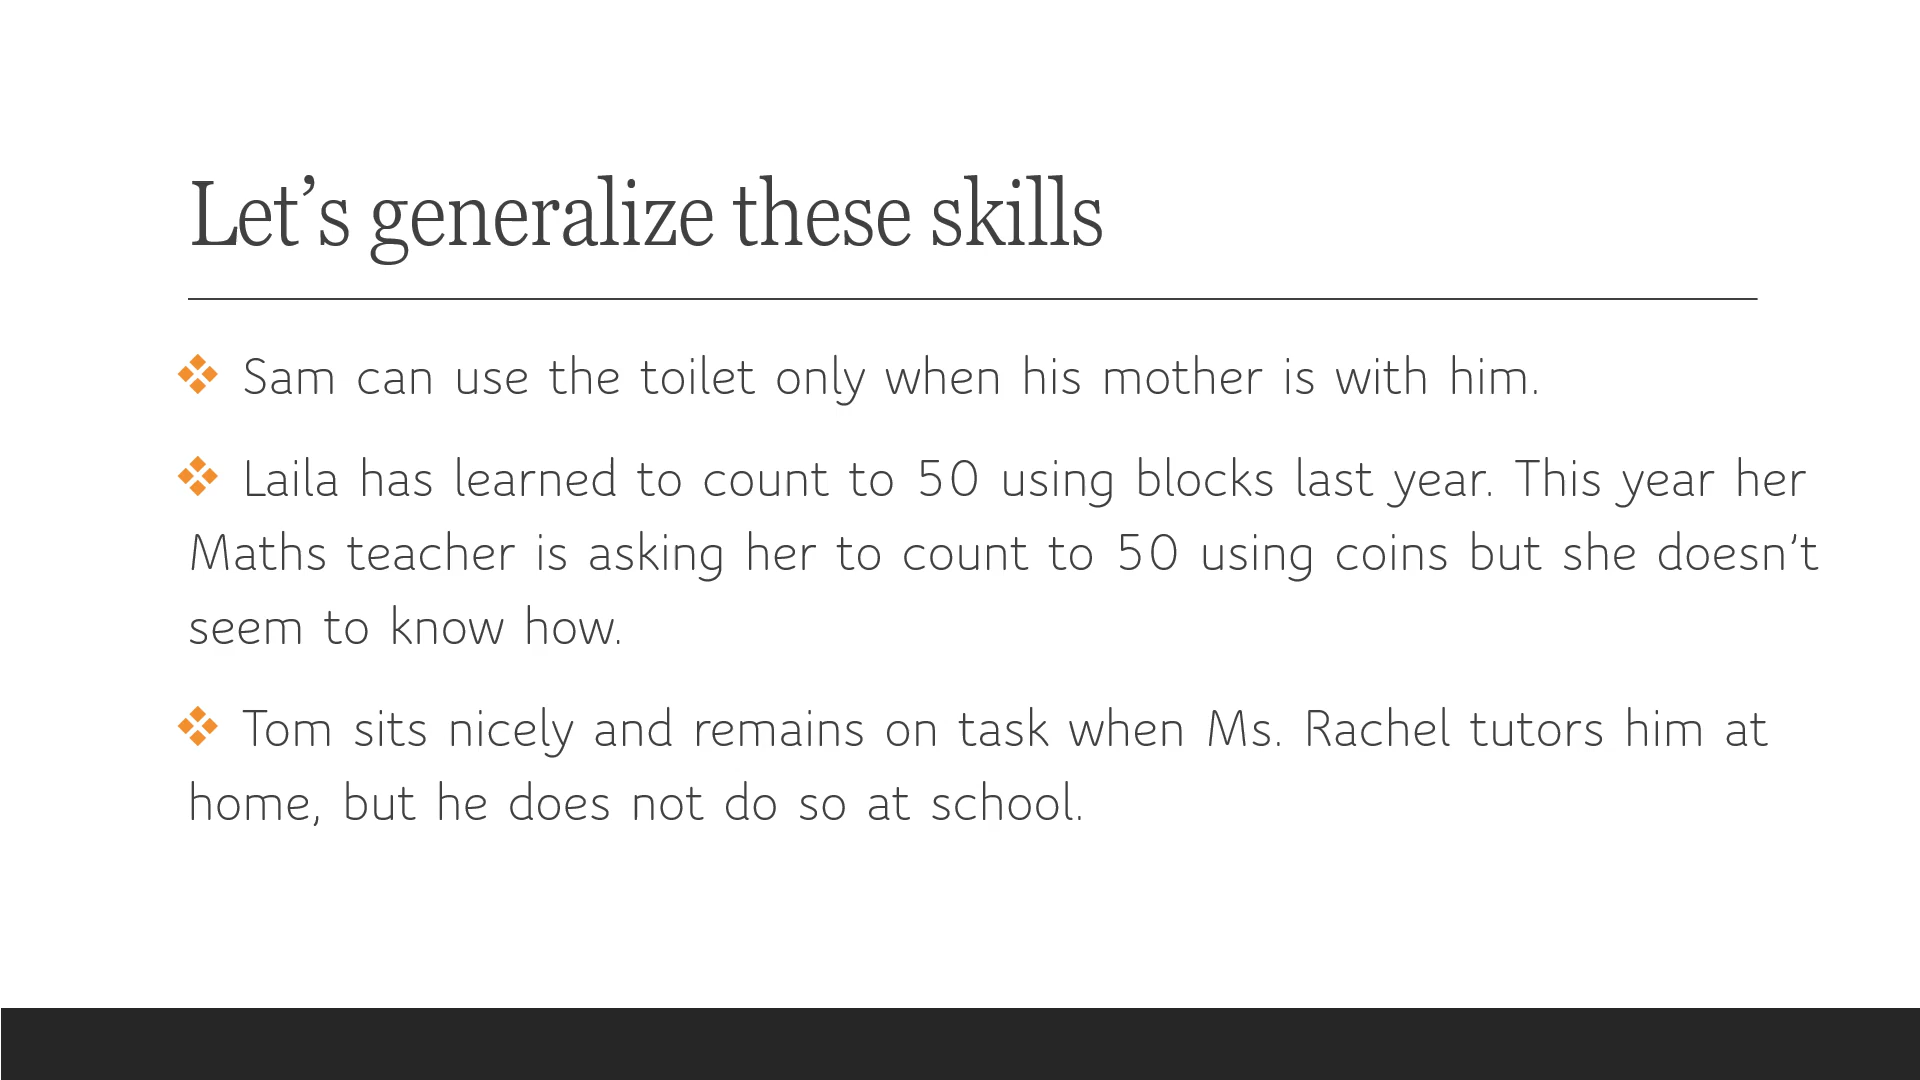 Let’s generalize these skills
❖ Sam can use the toilet only when his mother is with him.
❖ Laila has learned to count to 50 using blocks last year. This year her
Maths teacher is asking her to count to 50 using coins but she doesn’t
seem to know how.
❖ Tom sits nicely and remains on task when Ms. Rachel tutors him at
home, but he does not do so at school.